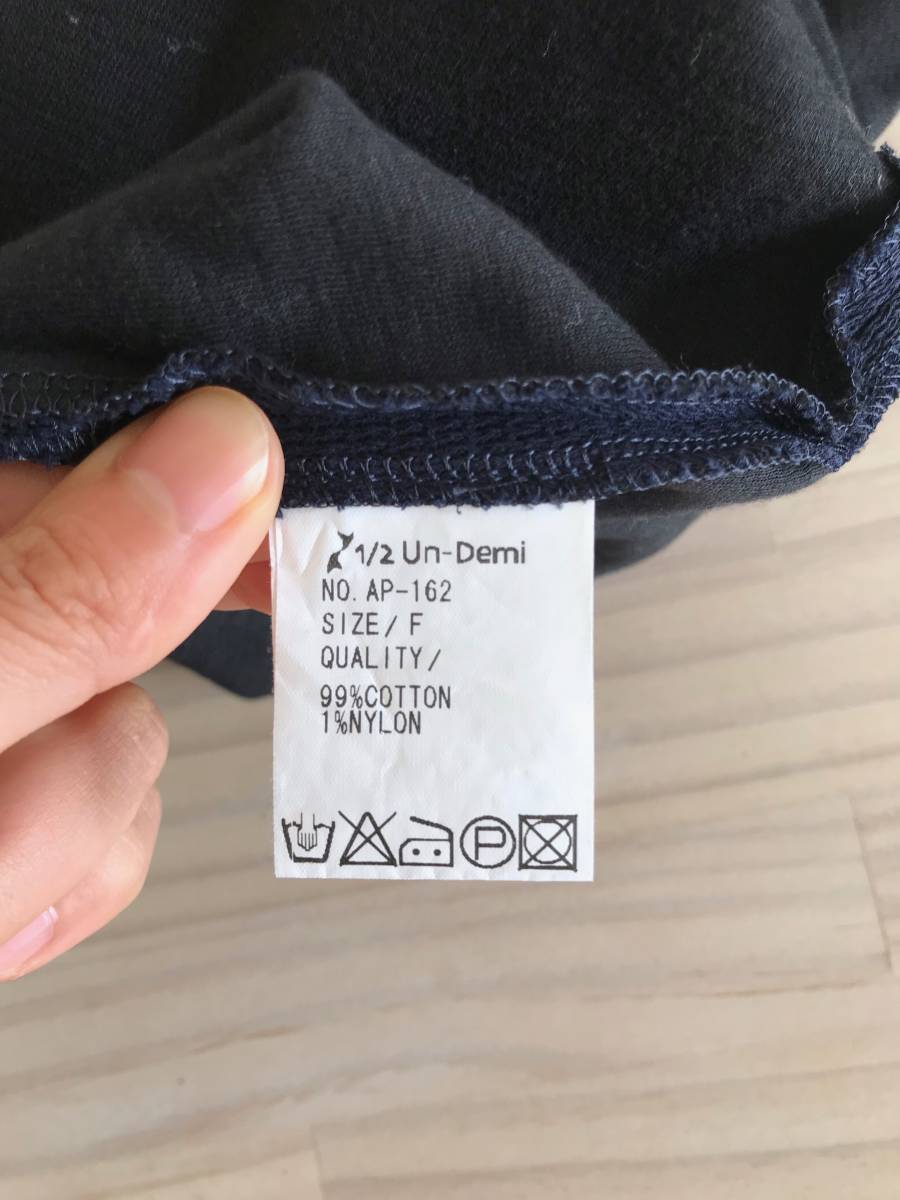 1/2 Un-Demi
NO. AP-162
SIZE/ F
QUALITY/
99%COTTON
1%NYLON
P